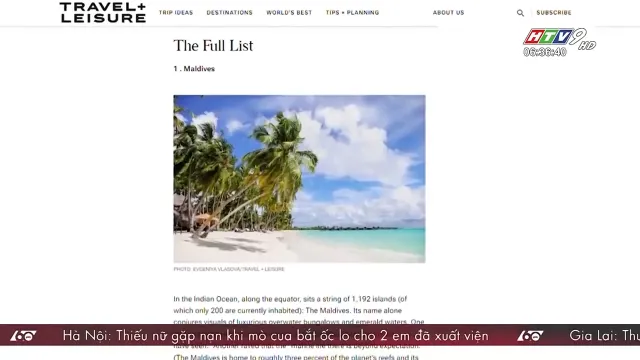 TRAVEL+
LEISURE
TRIP IDEAS DESTINATIONS WORLD'S BEST TIPS + PLANNING ABOUT US SUBSCRIBE
HTV9 HD
06:36:40
The Full List
1 . Maldives
PHOTO: EVGENIYA VLASOVA/TRAVEL + LEISURE
In the Indian Ocean, along the equator, sits a string of 1,192 islands (of
which only 200 are currently inhabited): The Maldives. Its name alone
conjures visuals of luxurious overwater bungalows and emerald waters. One
60 Hà Nội: Thiếu nữ gặp nạn khi mò cua bắt ốc lo cho 2 em đã xuất viện 60 Gia Lai: Thu
(The Maldives is home to roughly three percent of the planet's reefs and its